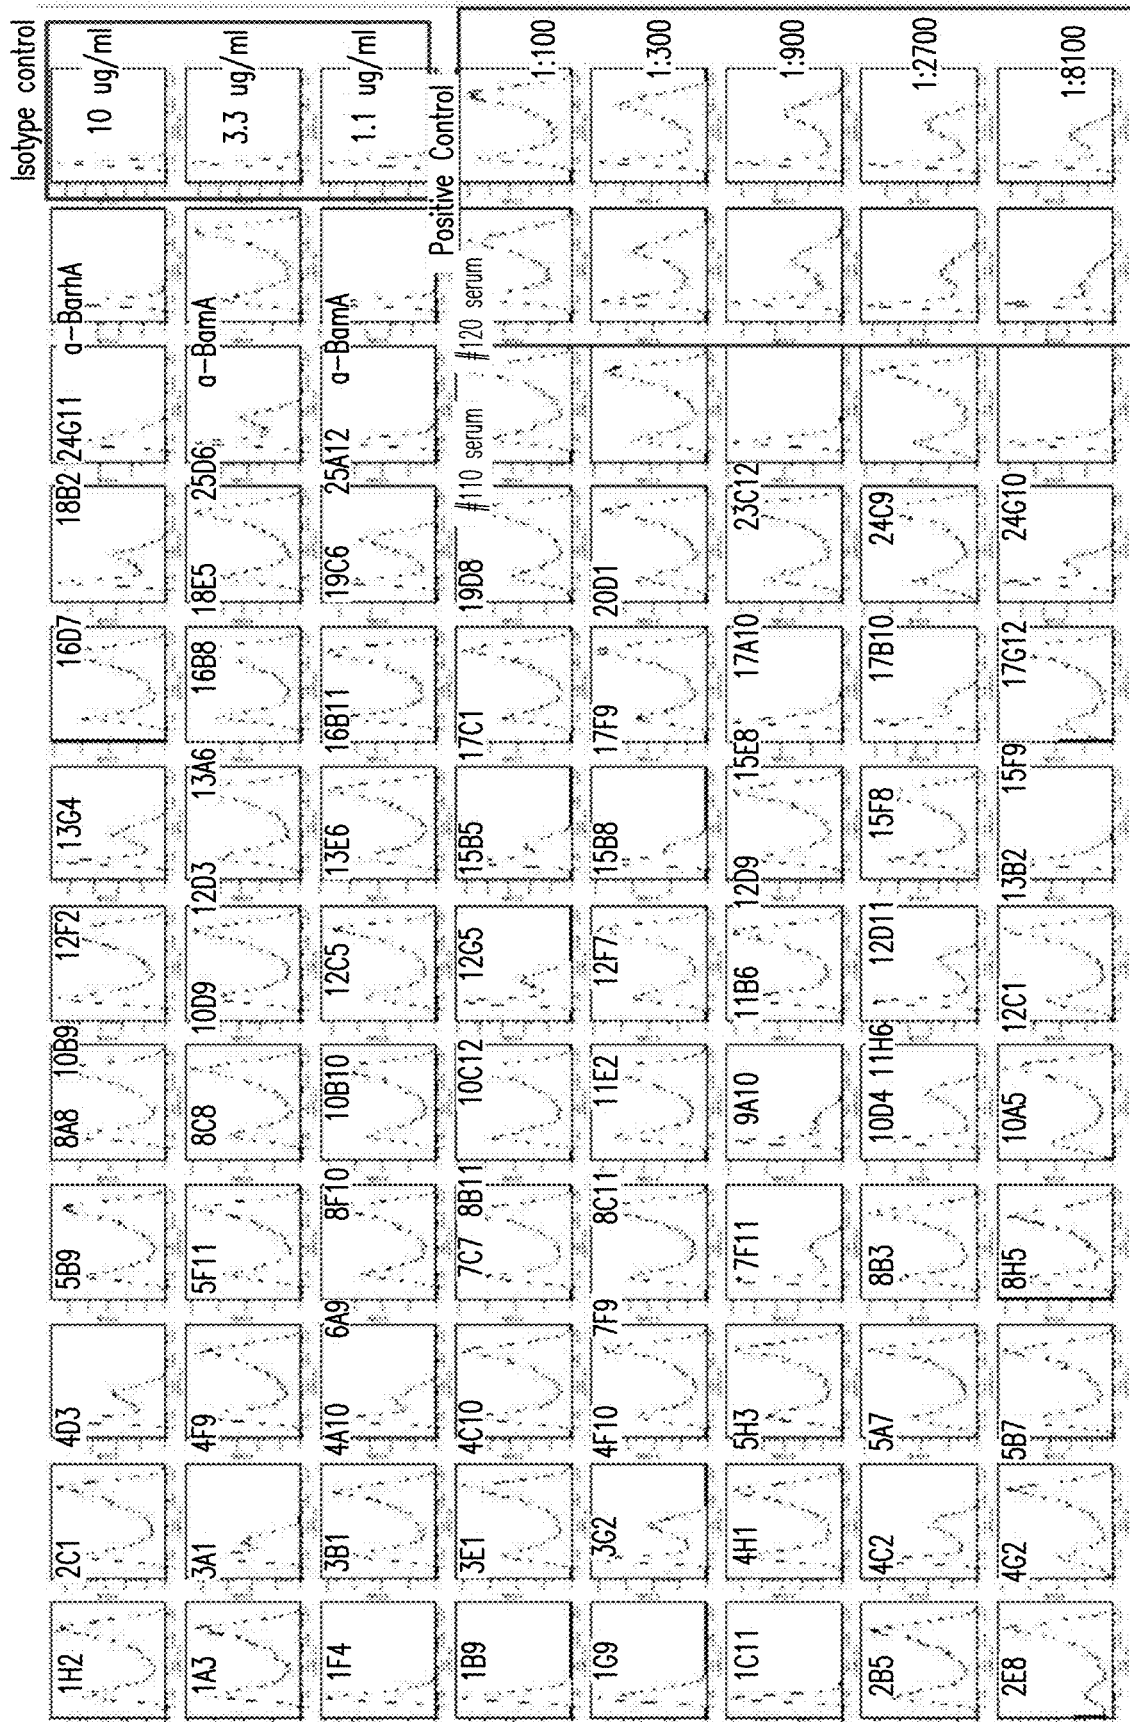 Isotype control
10 ug/ml
3.3 ug/ml
1.1 ug/ml
Positive Control
1:100
1:300
1:900
1:2700
1:8100
24G11 a-BarhA
25D6 a-BamA
25A12 a-BamA
#110 serum #120 serum
1H2 2C1 4D3 5B9 8A8 10B9 12F2 13G4 16D7 18B2
1A3 3A1 4F9 5F11 8C8 10D9 12D3 13A6 16B8 18E5
1F4 3B1 4A10 6A9 8F10 10B10 12C5 13E6 16B11 19C6
1B9 3E1 4C10 7C7 8B11 10C12 12G5 15B5 17C1 19D8
1G9 3G2 4F10 7F9 8C11 11E2 12F7 15B8 17F9 20D1
1C11 4H1 5H3 7F11 9A10 11B6 12D9 15E8 17A10 23C12
2B5 4C2 5A7 8B3 10D4 11H6 12D11 15F8 17B10 24C9
2E8 4G2 5B7 8H5 10A5 12C1 13B2 15F9 17G12 24G10